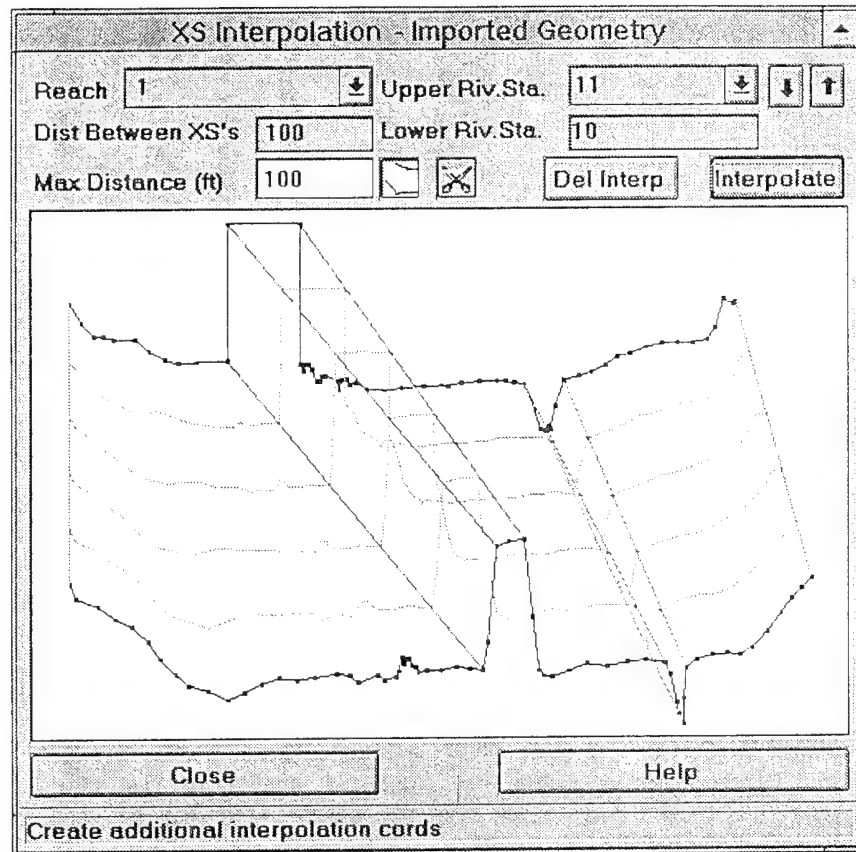 XS Interpolation - Imported Geometry
Reach 1 Upper Riv.Sta. 11
Dist Between XS's 100 Lower Riv.Sta. 10
Max Distance (ft) 100 Del Interp Interpolate
Close Help
Create additional interpolation cords